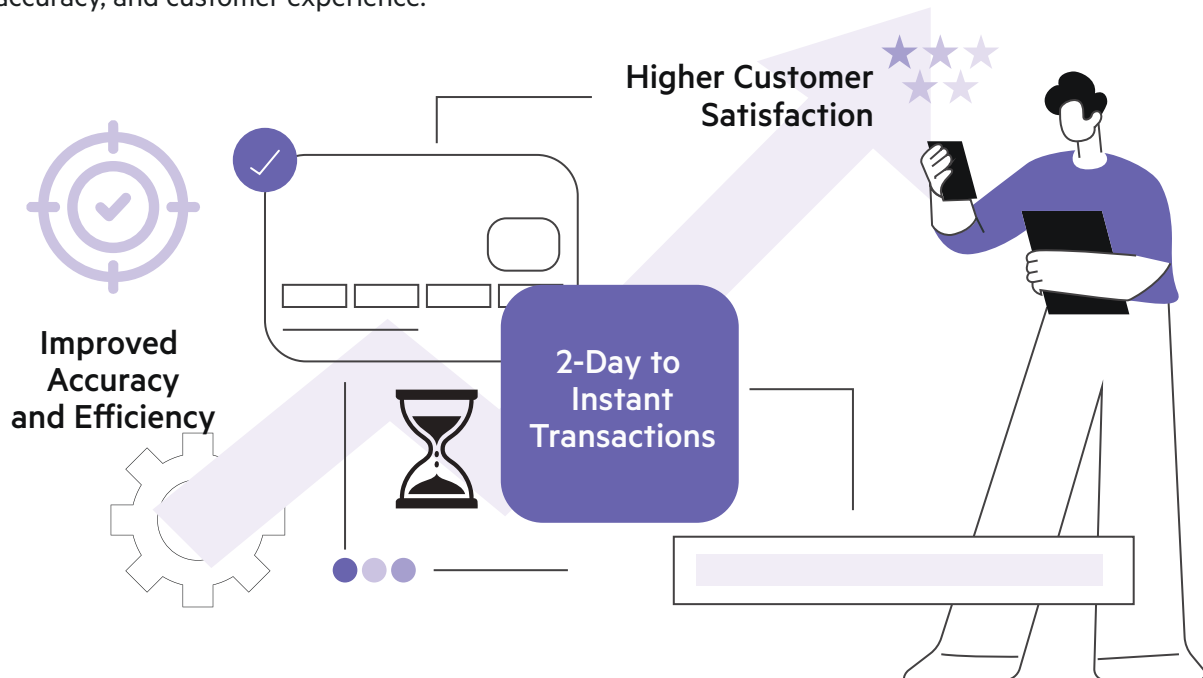 accuracy, and customer experience.
Higher Customer
Satisfaction
Improved
Accuracy
and Efficiency
2-Day to
Instant
Transactions